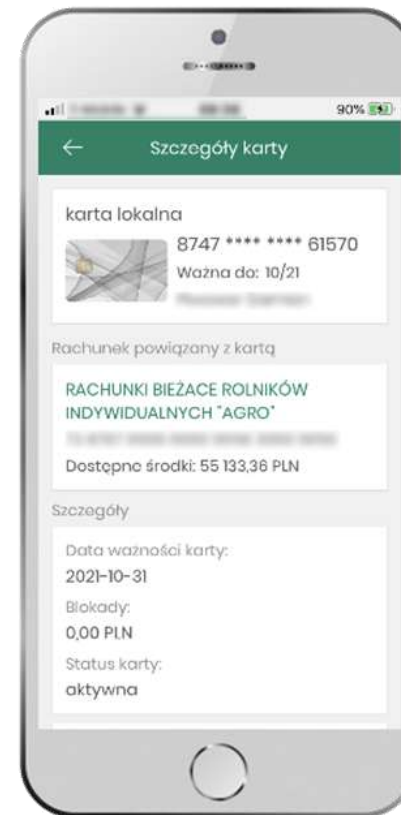 90%
Szczegóły karty
karta lokalna
8747 **** **** 61570
Ważna do: 10/21
Rachunek powiązany z kartą
RACHUNKI BIEŻACE ROLNIKÓW
INDYWIDUALNYCH "AGRO"
Dostępne środki: 55 133,36 PLN
Szczegóły
Data ważności karty:
2021-10-31
Blokady:
0,00 PLN
Status karty:
aktywna